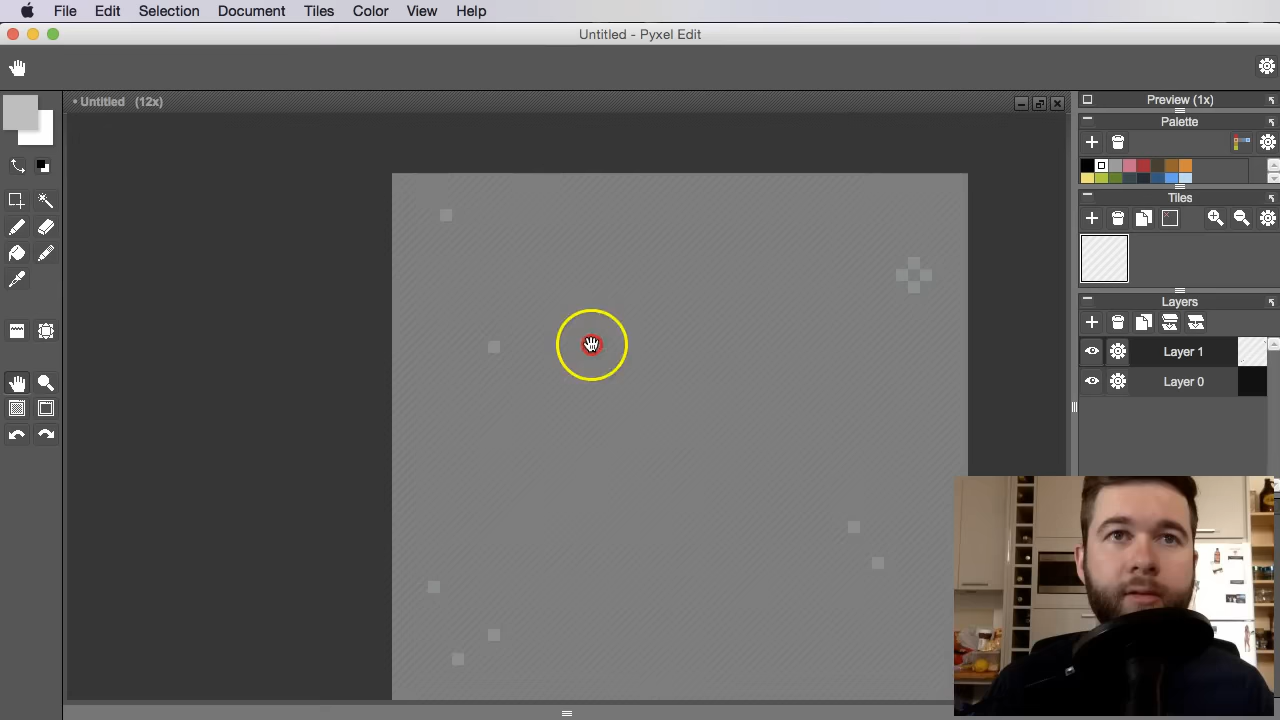 File Edit Selection Document Tiles Color View Help
Untitled - Pyxel Edit
• Untitled (12x)
Preview (1x)
Palette
Tiles
Layers
Layer 1
Layer 0